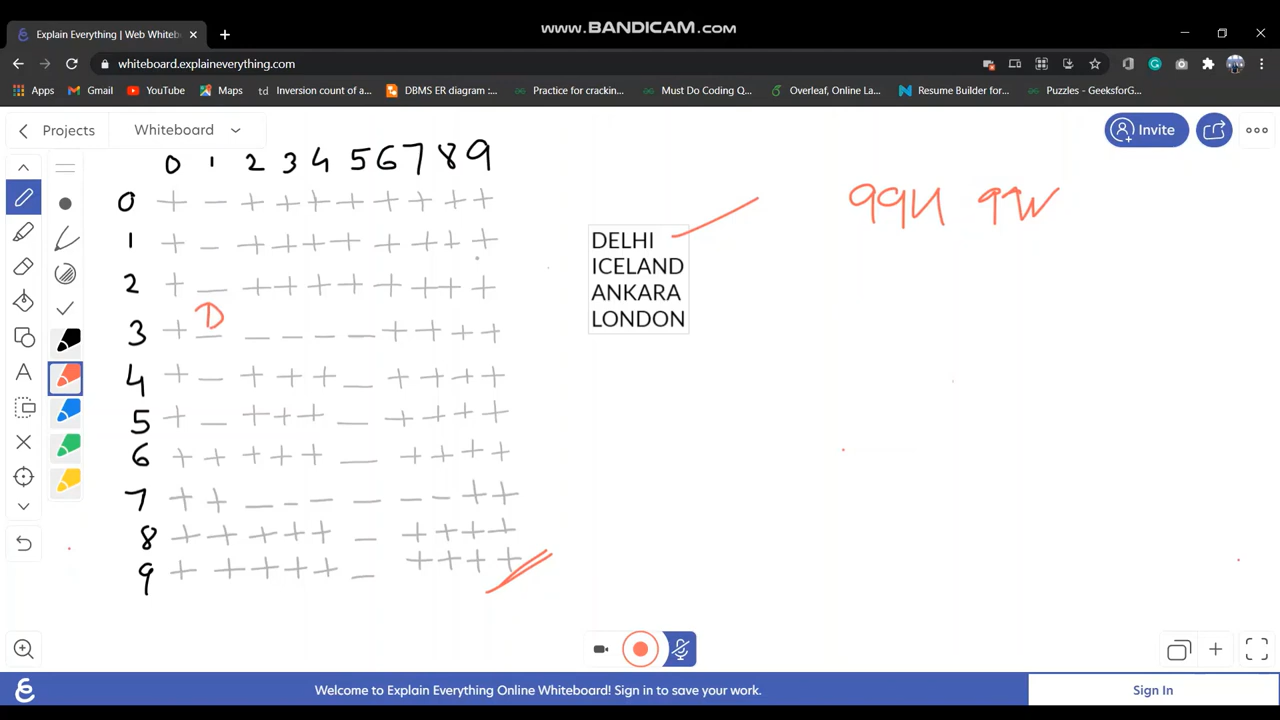 www.BANDICAM.com
Explain Everything | Web Whiteb
whiteboard.explaineverything.com
Apps Gmail YouTube Maps td Inversion count of a... DBMS ER diagram :... Practice for crackin... Must Do Coding Q... Overleaf, Online La... Resume Builder for... Puzzles - GeeksforG...
Projects Whiteboard Invite
0 1 2 3 4 5 6 7 8 9
0 + - + + + + + + + +
1 + - + + + + + + + +
2 + - + + + + + + + +
D
3 + - - - - - + + + +
4 + - + + + - + + + +
5 + - + + + - + + + +
6 + + + + + - + + + +
7 + + - - - - - - + +
8 + + + + + - + + + +
9 + + + + + - + + + +
DELHI
ICELAND
ANKARA
LONDON
Welcome to Explain Everything Online Whiteboard! Sign in to save your work. Sign In